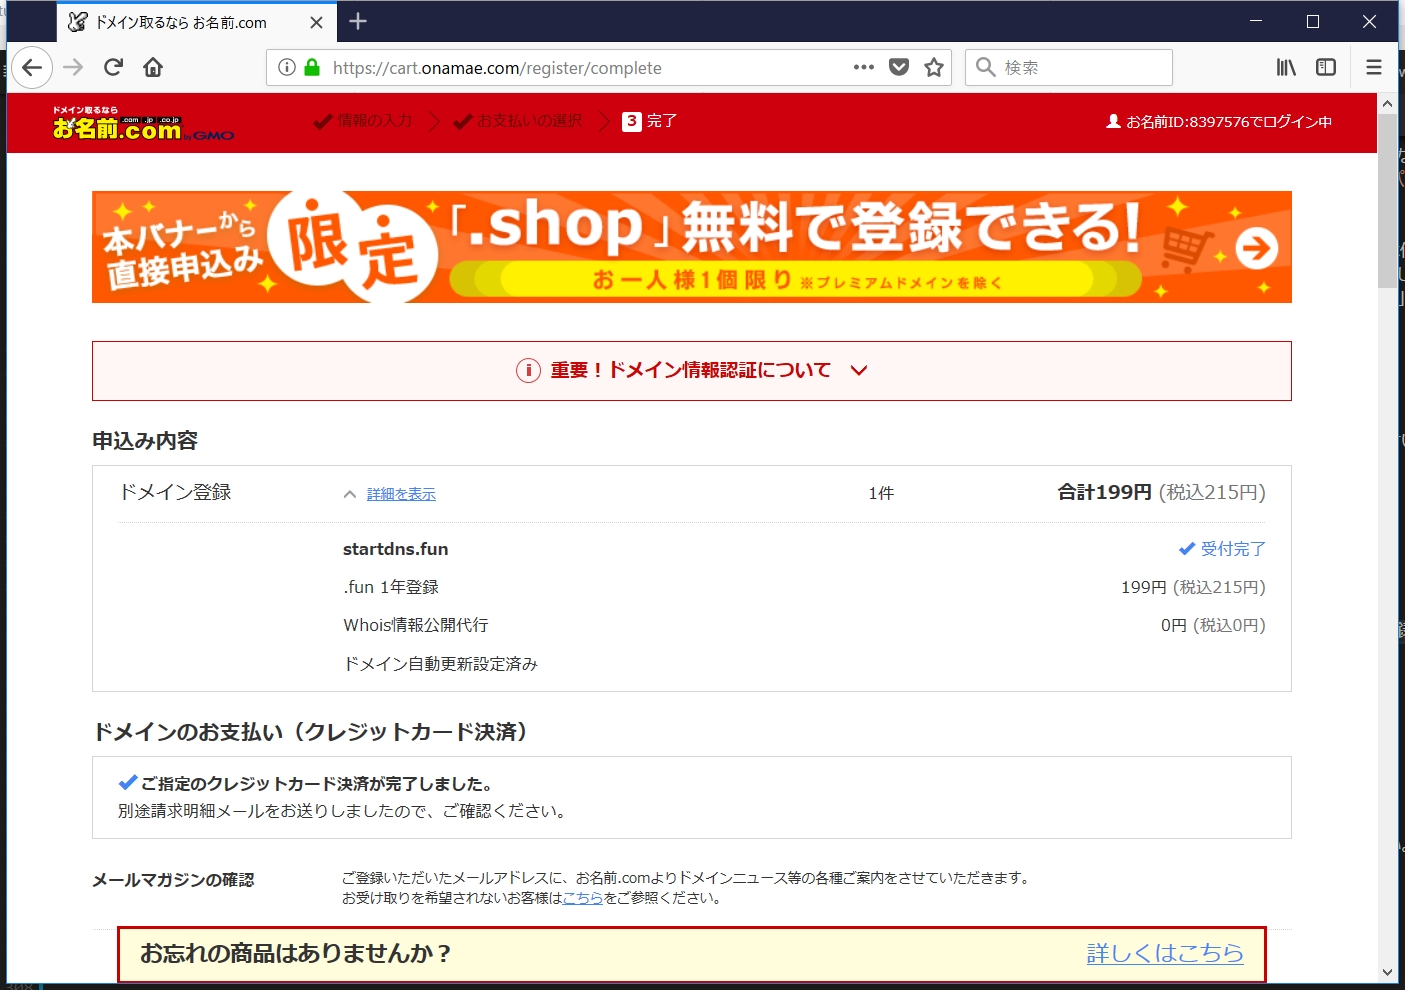 ドメイン取るなら お名前.com
https://cart.onamae.com/register/complete
検索
ドメイン取るなら
お名前.com
.com .jp .co.jp
by GMO
情報の入力
お支払いの選択
3 完了
お名前ID:8397576でログイン中
本バナーから
直接申込み
限定
「.shop」無料で登録できる!
お一人様1個限り ※プレミアムドメインを除く
重要！ドメイン情報認証について
申込み内容
ドメイン登録 詳細を表示 1件 合計199円 (税込215円)
startdns.fun 受付完了
.fun 1年登録 199円 (税込215円)
Whois情報公開代行 0円 (税込0円)
ドメイン自動更新設定済み
ドメインのお支払い（クレジットカード決済）
ご指定のクレジットカード決済が完了しました。
別途請求明細メールをお送りしましたので、ご確認ください。
メールマガジンの確認
ご登録いただいたメールアドレスに、お名前.comよりドメインニュース等の各種ご案内をさせていただきます。
お受け取りを希望されないお客様はこちらをご参照ください。
お忘れの商品はありませんか？ 詳しくはこちら